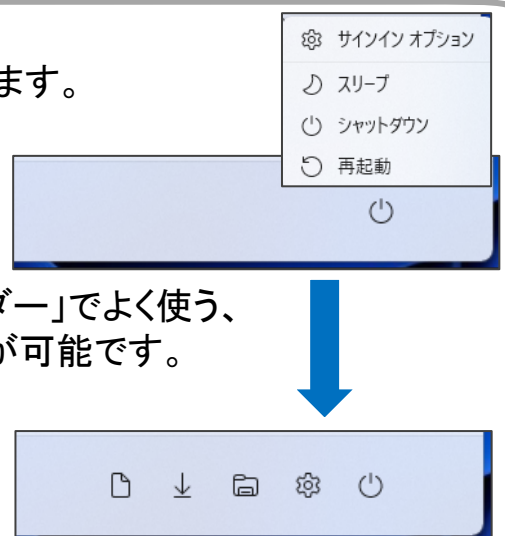 サインイン オプション
ます。
スリープ
シャットダウン
再起動
ダー」でよく使う、
が可能です。